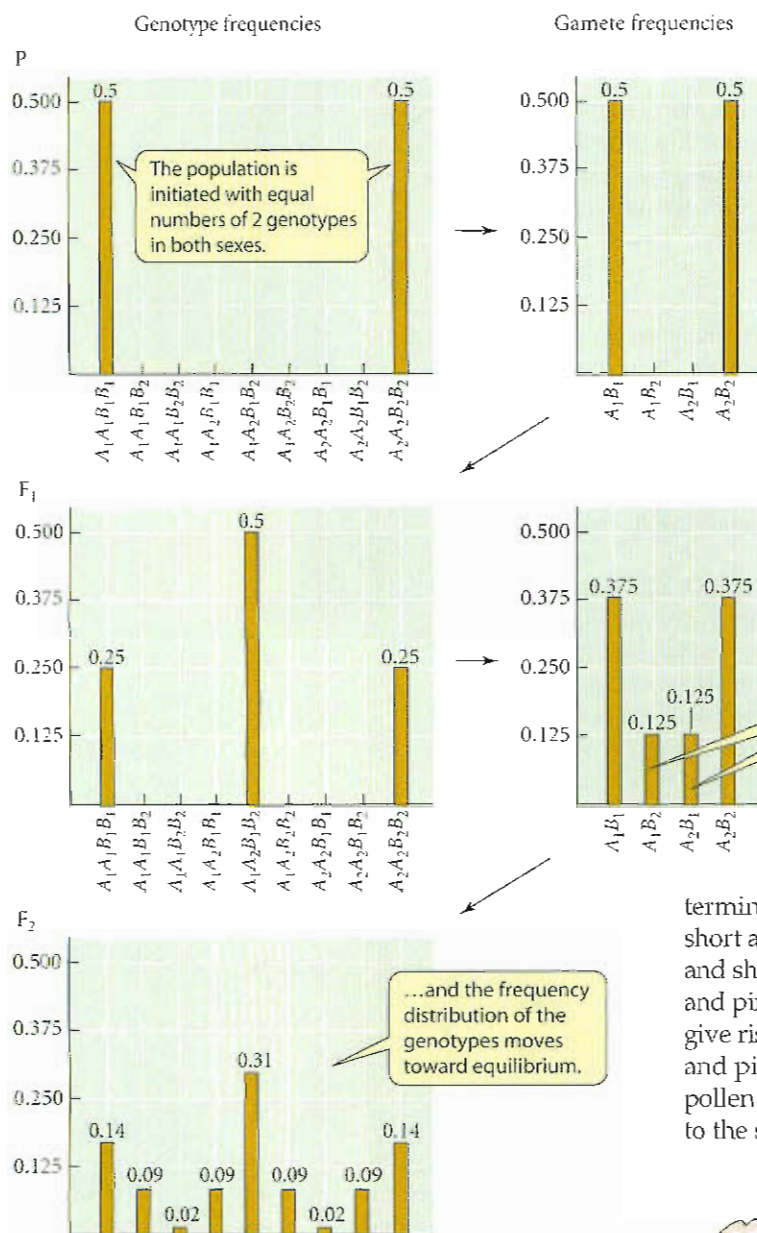 Genotype frequencies
Gamete frequencies
P
0.500
0.375
0.250
0.125
0.5
0.5
The population is
initiated with equal
numbers of 2 genotypes
in both sexes.
A₁A₁B₁B₁
A₁A₁B₁B₂
A₁A₁B₂B₂
A₁A₂B₁B₁
A₁A₂B₁B₂
A₁A₂B₂B₂
A₂A₂B₁B₁
A₂A₂B₁B₂
A₂A₂B₂B₂
0.500
0.375
0.250
0.125
0.5
0.5
A₁B₁
A₁B₂
A₂B₁
A₂B₂
F₁
0.500
0.375
0.250
0.125
0.25
0.5
0.25
A₁A₁B₁B₁
A₁A₁B₁B₂
A₁A₁B₂B₂
A₁A₂B₁B₁
A₁A₂B₁B₂
A₁A₂B₂B₂
A₂A₂B₁B₁
A₂A₂B₁B₂
A₂A₂B₂B₂
0.500
0.375
0.250
0.125
0.375
0.125
0.125
0.375
A₁B₁
A₁B₂
A₂B₁
A₂B₂
F₂
0.500
0.375
0.250
0.125
0.14
0.09
0.02
0.09
0.31
0.09
0.02
0.09
0.14
...and the frequency
distribution of the
genotypes moves
toward equilibrium.
termin
short a
and sh
and pi
give ris
and pi
pollen
to the s